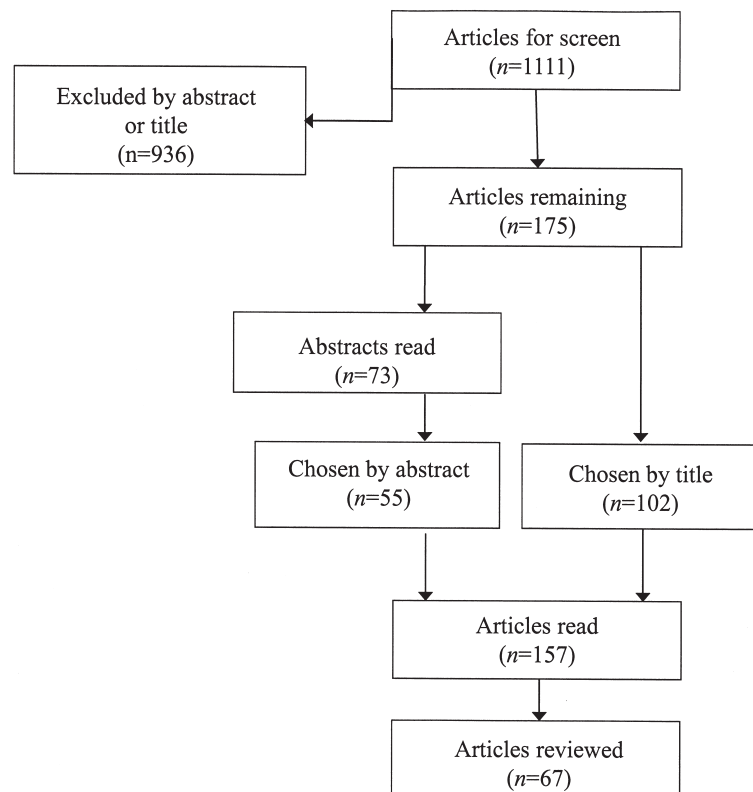 Articles for screen
(n=1111)
Excluded by abstract
or title
(n=936)
Articles remaining
(n=175)
Abstracts read
(n=73)
Chosen by abstract
(n=55)
Chosen by title
(n=102)
Articles read
(n=157)
Articles reviewed
(n=67)